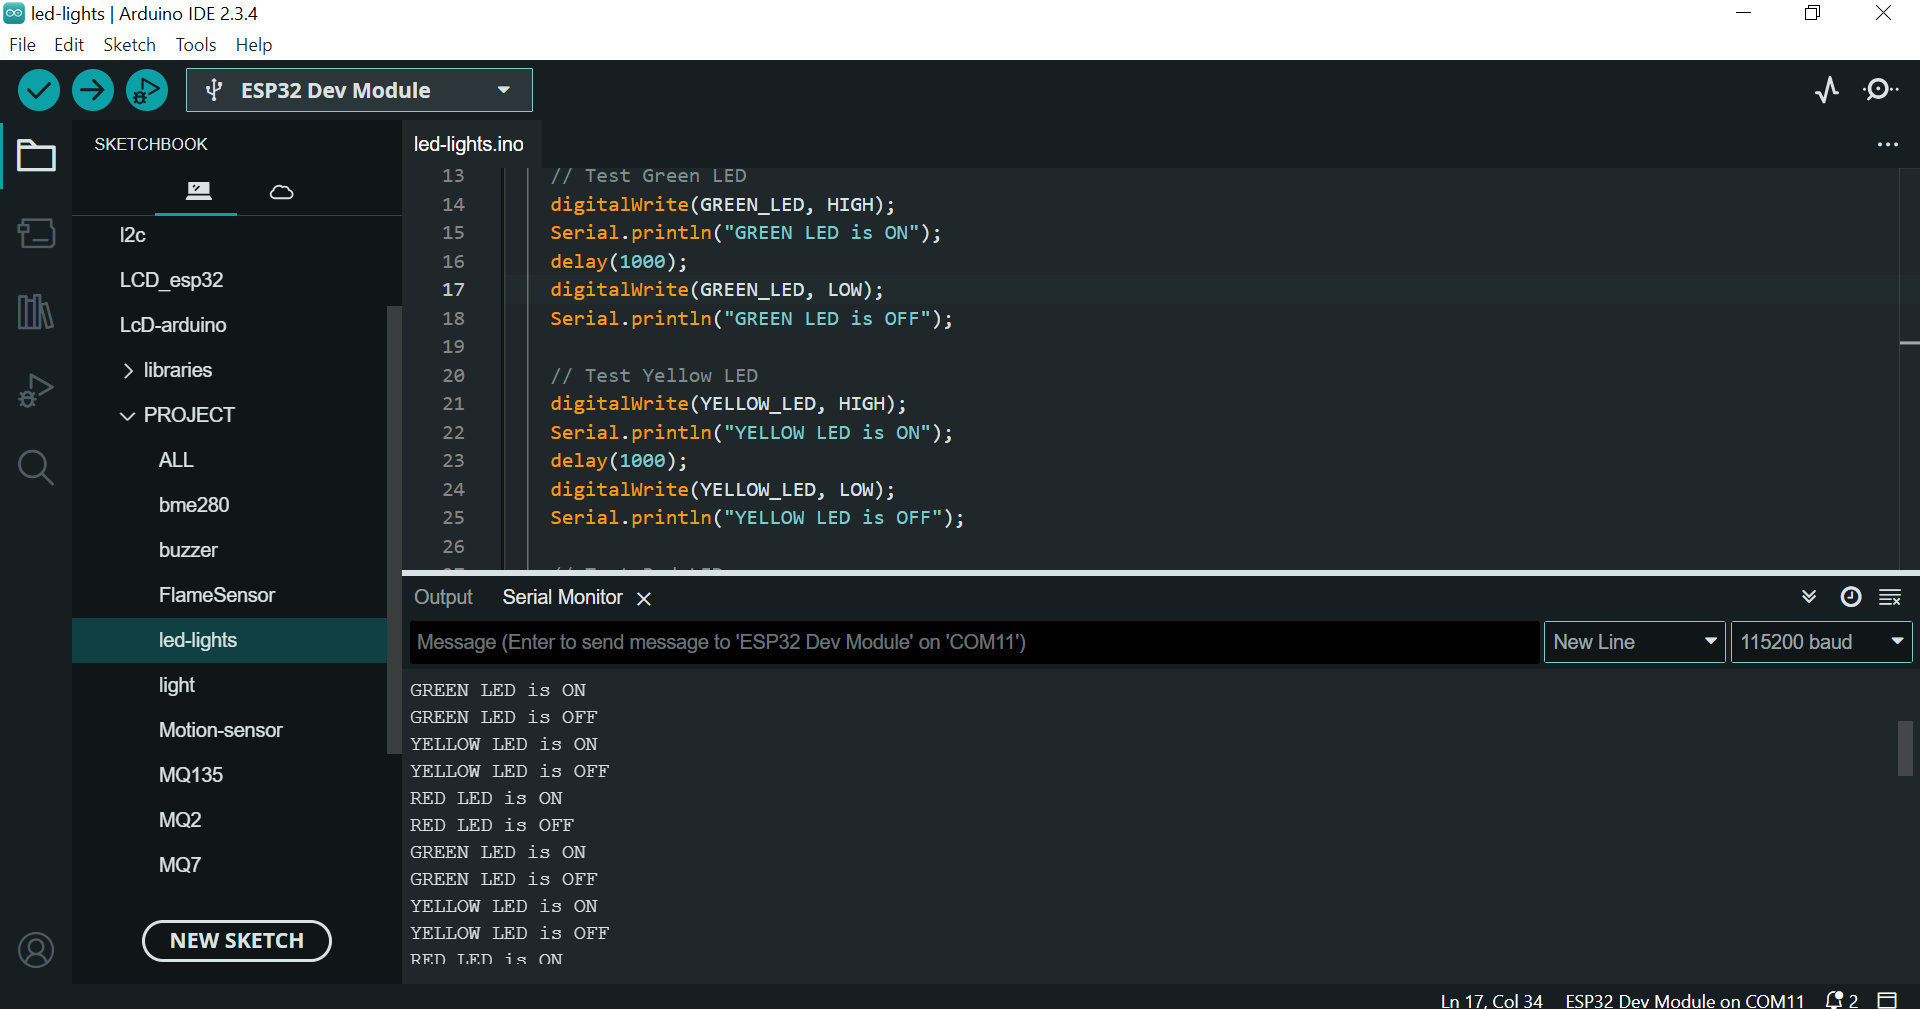 led-lights | Arduino IDE 2.3.4
File Edit Sketch Tools Help
ESP32 Dev Module
SKETCHBOOK
I2c
LCD_esp32
LcD-arduino
libraries
PROJECT
ALL
bme280
buzzer
FlameSensor
led-lights
light
Motion-sensor
MQ135
MQ2
MQ7
NEW SKETCH
led-lights.ino
13 // Test Green LED
14 digitalWrite(GREEN_LED, HIGH);
15 Serial.println("GREEN LED is ON");
16 delay(1000);
17 digitalWrite(GREEN_LED, LOW);
18 Serial.println("GREEN LED is OFF");
19
20 // Test Yellow LED
21 digitalWrite(YELLOW_LED, HIGH);
22 Serial.println("YELLOW LED is ON");
23 delay(1000);
24 digitalWrite(YELLOW_LED, LOW);
25 Serial.println("YELLOW LED is OFF");
26
Output Serial Monitor
Message (Enter to send message to 'ESP32 Dev Module' on 'COM11')
New Line
115200 baud
GREEN LED is ON
GREEN LED is OFF
YELLOW LED is ON
YELLOW LED is OFF
RED LED is ON
RED LED is OFF
GREEN LED is ON
GREEN LED is OFF
YELLOW LED is ON
YELLOW LED is OFF
RED LED is ON
Ln 17, Col 34 ESP32 Dev Module on COM11 2